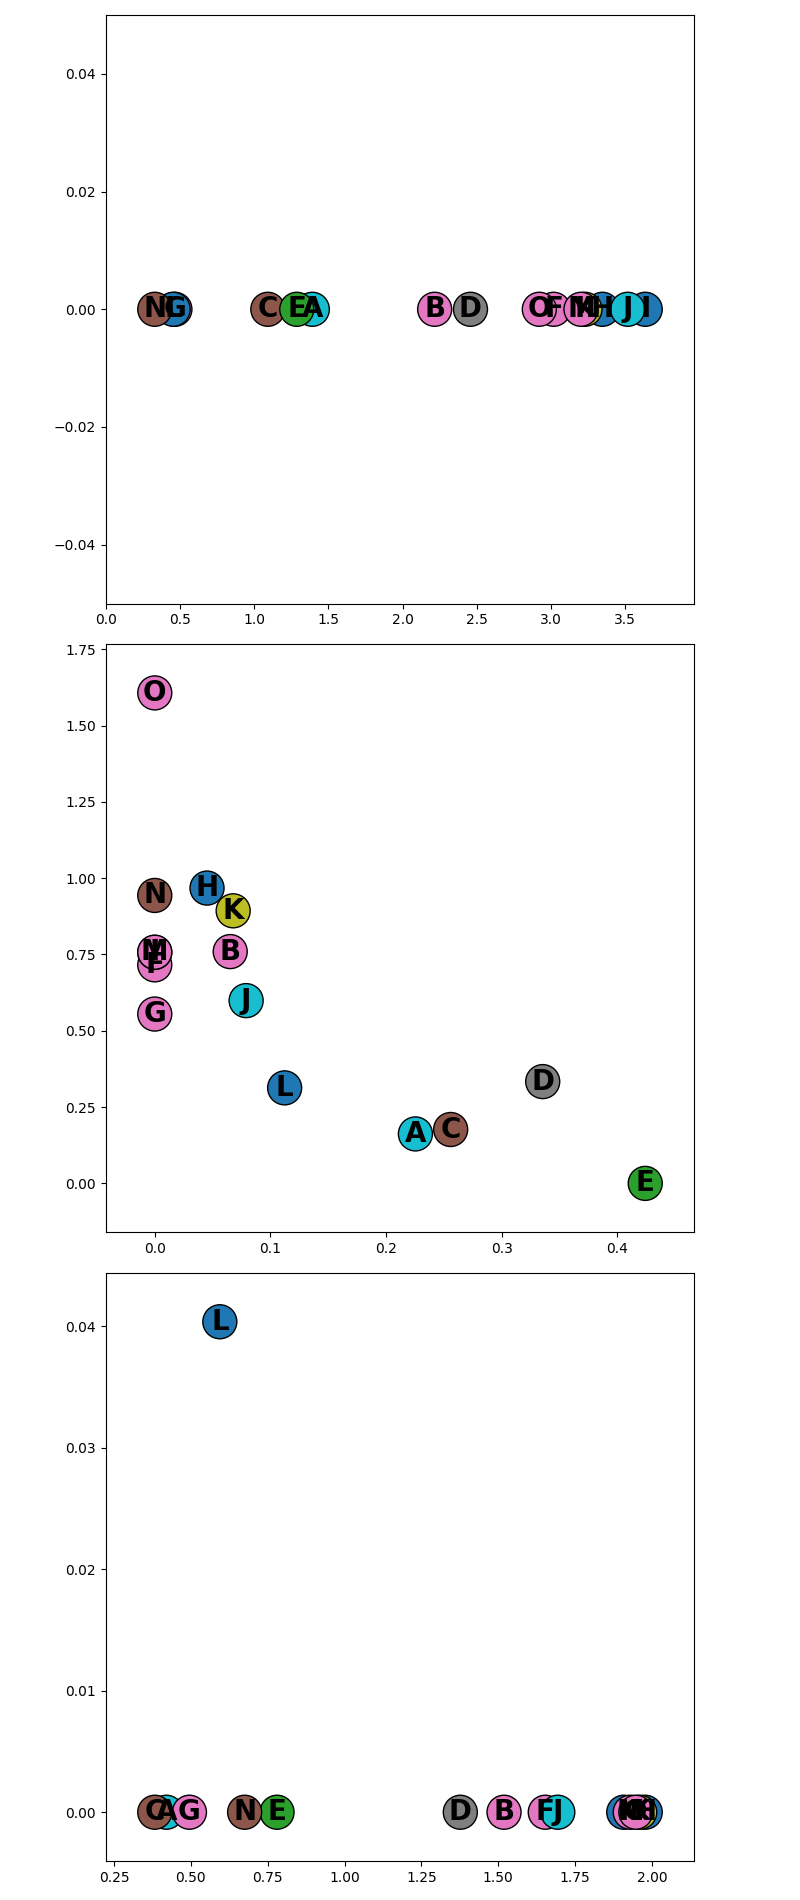 0.04
0.02
0.00
−0.02
−0.04
N G C E A B D O F M H J I
0.0 0.5 1.0 1.5 2.0 2.5 3.0 3.5
1.75
1.50
1.25
1.00
0.75
0.50
0.25
0.00
O
N H K
M B
F
G J
L D
A C
E
0.0 0.1 0.2 0.3 0.4
0.04
0.03
0.02
0.01
0.00
L
C A G N E D B F J H
0.25 0.50 0.75 1.00 1.25 1.50 1.75 2.00